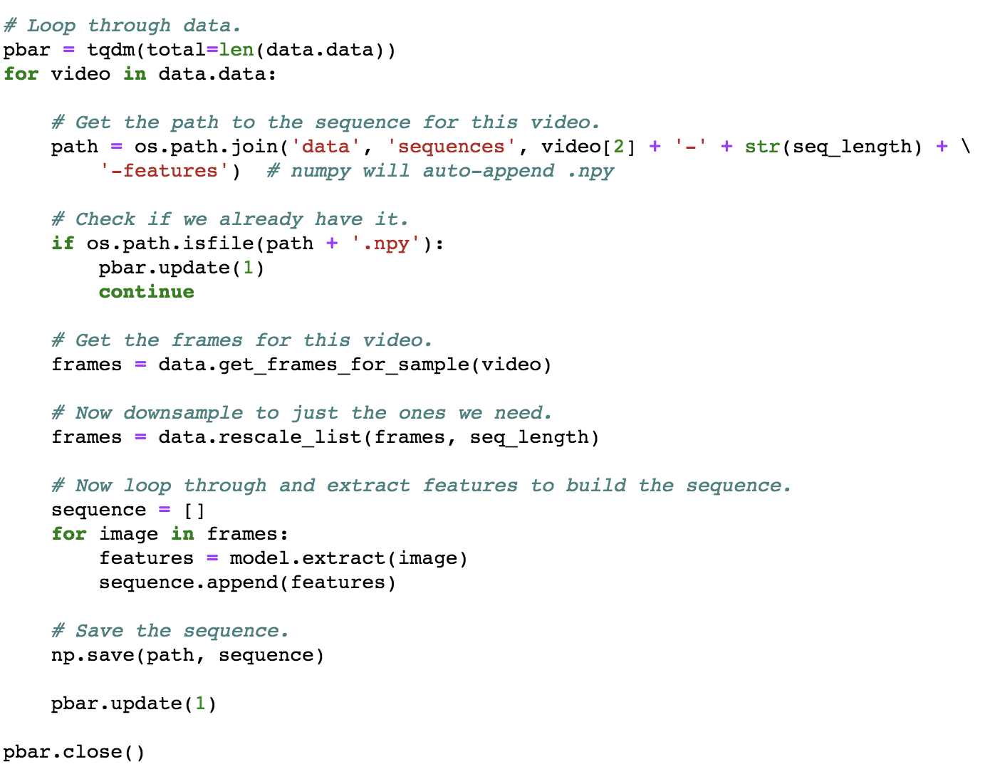 # Loop through data.
pbar = tqdm(total=len(data.data))
for video in data.data:

    # Get the path to the sequence for this video.
    path = os.path.join('data', 'sequences', video[2] + '-' + str(seq_length) + \
        '-features')  # numpy will auto-append .npy

    # Check if we already have it.
    if os.path.isfile(path + '.npy'):
        pbar.update(1)
        continue

    # Get the frames for this video.
    frames = data.get_frames_for_sample(video)

    # Now downsample to just the ones we need.
    frames = data.rescale_list(frames, seq_length)

    # Now loop through and extract features to build the sequence.
    sequence = []
    for image in frames:
        features = model.extract(image)
        sequence.append(features)

    # Save the sequence.
    np.save(path, sequence)

    pbar.update(1)

pbar.close()